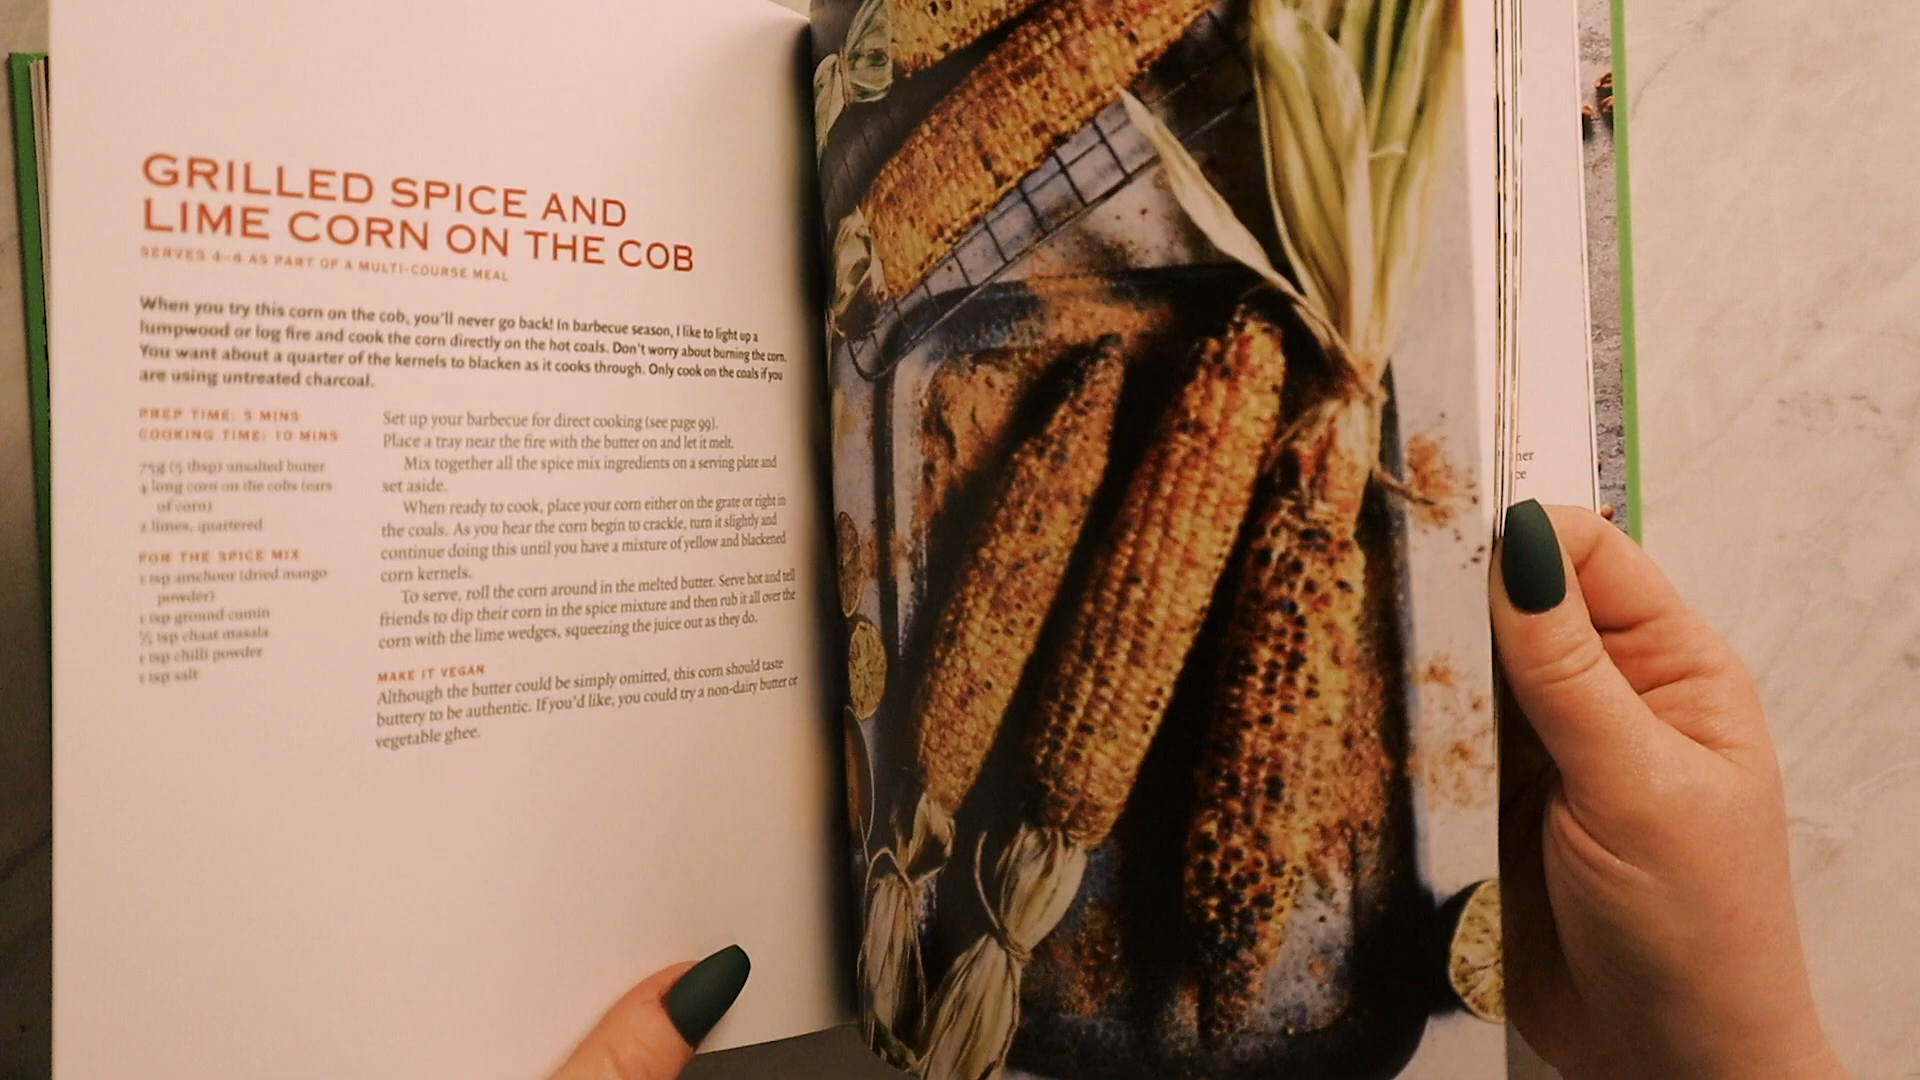 GRILLED SPICE AND
LIME CORN ON THE COB
SERVES 4–6 AS PART OF A MULTI-COURSE MEAL
When you try this corn on the cob, you'll never go back! In barbecue season, I like to light up a
lumpwood or log fire and cook the corn directly on the hot coals. Don't worry about burning the corn.
You want about a quarter of the kernels to blacken as it cooks through. Only cook on the coals if you
are using untreated charcoal.
PREP TIME: 5 MINS
COOKING TIME: 10 MINS
75g (5 tbsp) unsalted butter
4 long corn on the cobs (ears
of corn)
2 limes, quartered
FOR THE SPICE MIX
1 tsp amchoor (dried mango
powder)
1 tsp ground cumin
½ tsp chaat masala
1 tsp chilli powder
1 tsp salt
Set up your barbecue for direct cooking (see page 99).
Place a tray near the fire with the butter on and let it melt.
Mix together all the spice mix ingredients on a serving plate and
set aside.
When ready to cook, place your corn either on the grate or right in
the coals. As you hear the corn begin to crackle, turn it slightly and
continue doing this until you have a mixture of yellow and blackened
corn kernels.
To serve, roll the corn around in the melted butter. Serve hot and tell
friends to dip their corn in the spice mixture and then rub it all over the
corn with the lime wedges, squeezing the juice out as they do.
MAKE IT VEGAN
Although the butter could be simply omitted, this corn should taste
buttery to be authentic. If you'd like, you could try a non-dairy butter or
vegetable ghee.